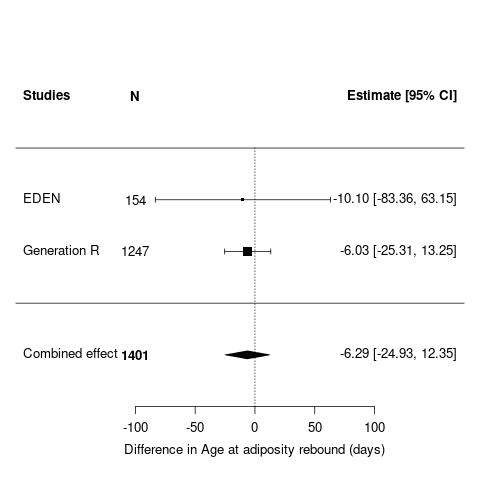 Studies N Estimate [95% CI]
EDEN 154 -10.10 [-83.36, 63.15]
Generation R 1247 -6.03 [-25.31, 13.25]
Combined effect 1401 -6.29 [-24.93, 12.35]
-100 -50 0 50 100
Difference in Age at adiposity rebound (days)